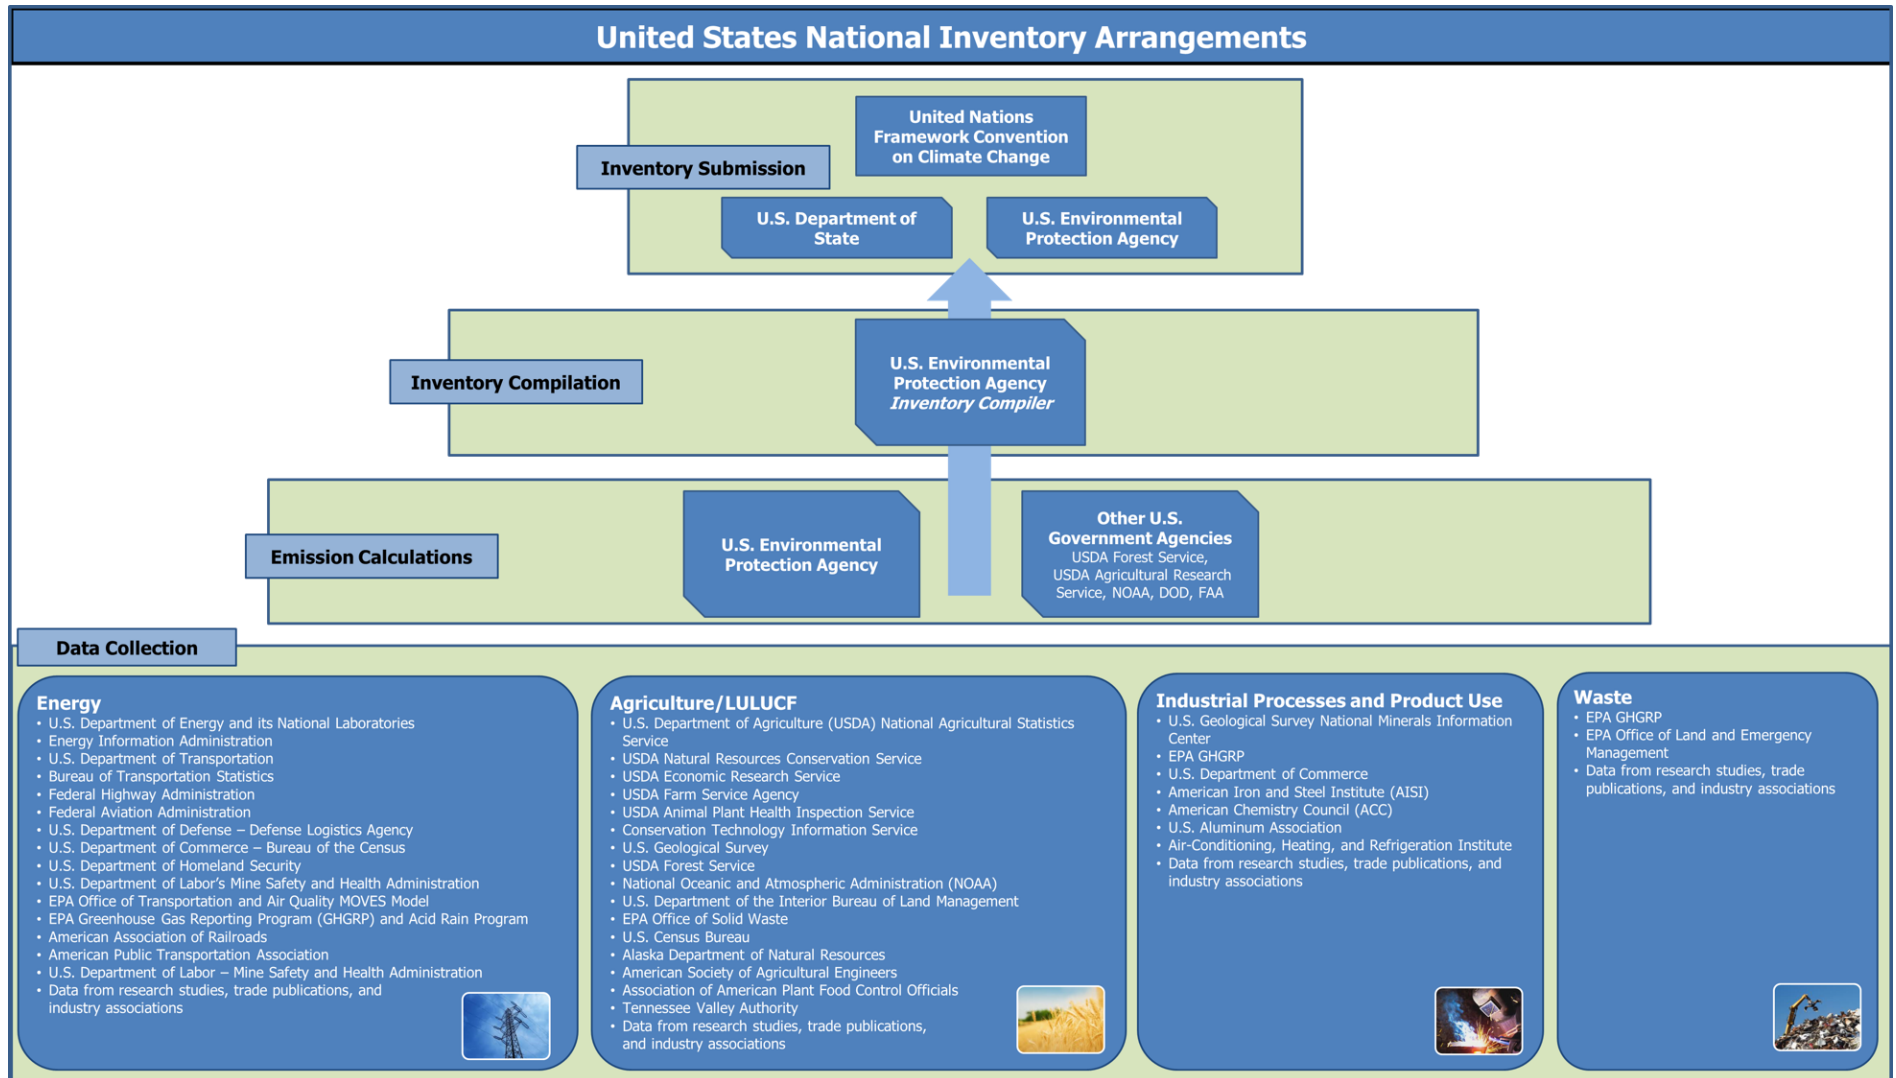 United States National Inventory Arrangements
United Nations
Framework Convention
on Climate Change
Inventory Submission
U.S. Department of
State
U.S. Environmental
Protection Agency
Inventory Compilation
U.S. Environmental
Protection Agency
Inventory Compiler
Emission Calculations
U.S. Environmental
Protection Agency
Other U.S.
Government Agencies
USDA Forest Service,
USDA Agricultural Research
Service, NOAA, DOD, FAA
Data Collection
Energy
• U.S. Department of Energy and its National Laboratories
• Energy Information Administration
• U.S. Department of Transportation
• Bureau of Transportation Statistics
• Federal Highway Administration
• Federal Aviation Administration
• U.S. Department of Defense – Defense Logistics Agency
• U.S. Department of Commerce – Bureau of the Census
• U.S. Department of Homeland Security
• U.S. Department of Labor’s Mine Safety and Health Administration
• EPA Office of Transportation and Air Quality MOVES Model
• EPA Greenhouse Gas Reporting Program (GHGRP) and Acid Rain Program
• American Association of Railroads
• American Public Transportation Association
• U.S. Department of Labor – Mine Safety and Health Administration
• Data from research studies, trade publications, and
industry associations
Agriculture/LULUCF
• U.S. Department of Agriculture (USDA) National Agricultural Statistics
Service
• USDA Natural Resources Conservation Service
• USDA Economic Research Service
• USDA Farm Service Agency
• USDA Animal Plant Health Inspection Service
• Conservation Technology Information Service
• U.S. Geological Survey
• USDA Forest Service
• National Oceanic and Atmospheric Administration (NOAA)
• U.S. Department of the Interior Bureau of Land Management
• EPA Office of Solid Waste
• U.S. Census Bureau
• Alaska Department of Natural Resources
• American Society of Agricultural Engineers
• Association of American Plant Food Control Officials
• Tennessee Valley Authority
• Data from research studies, trade publications,
and industry associations
Industrial Processes and Product Use
• U.S. Geological Survey National Minerals Information
Center
• EPA GHGRP
• U.S. Department of Commerce
• American Iron and Steel Institute (AISI)
• American Chemistry Council (ACC)
• U.S. Aluminum Association
• Air-Conditioning, Heating, and Refrigeration Institute
• Data from research studies, trade publications, and
industry associations
Waste
• EPA GHGRP
• EPA Office of Land and Emergency
Management
• Data from research studies, trade
publications, and industry associations